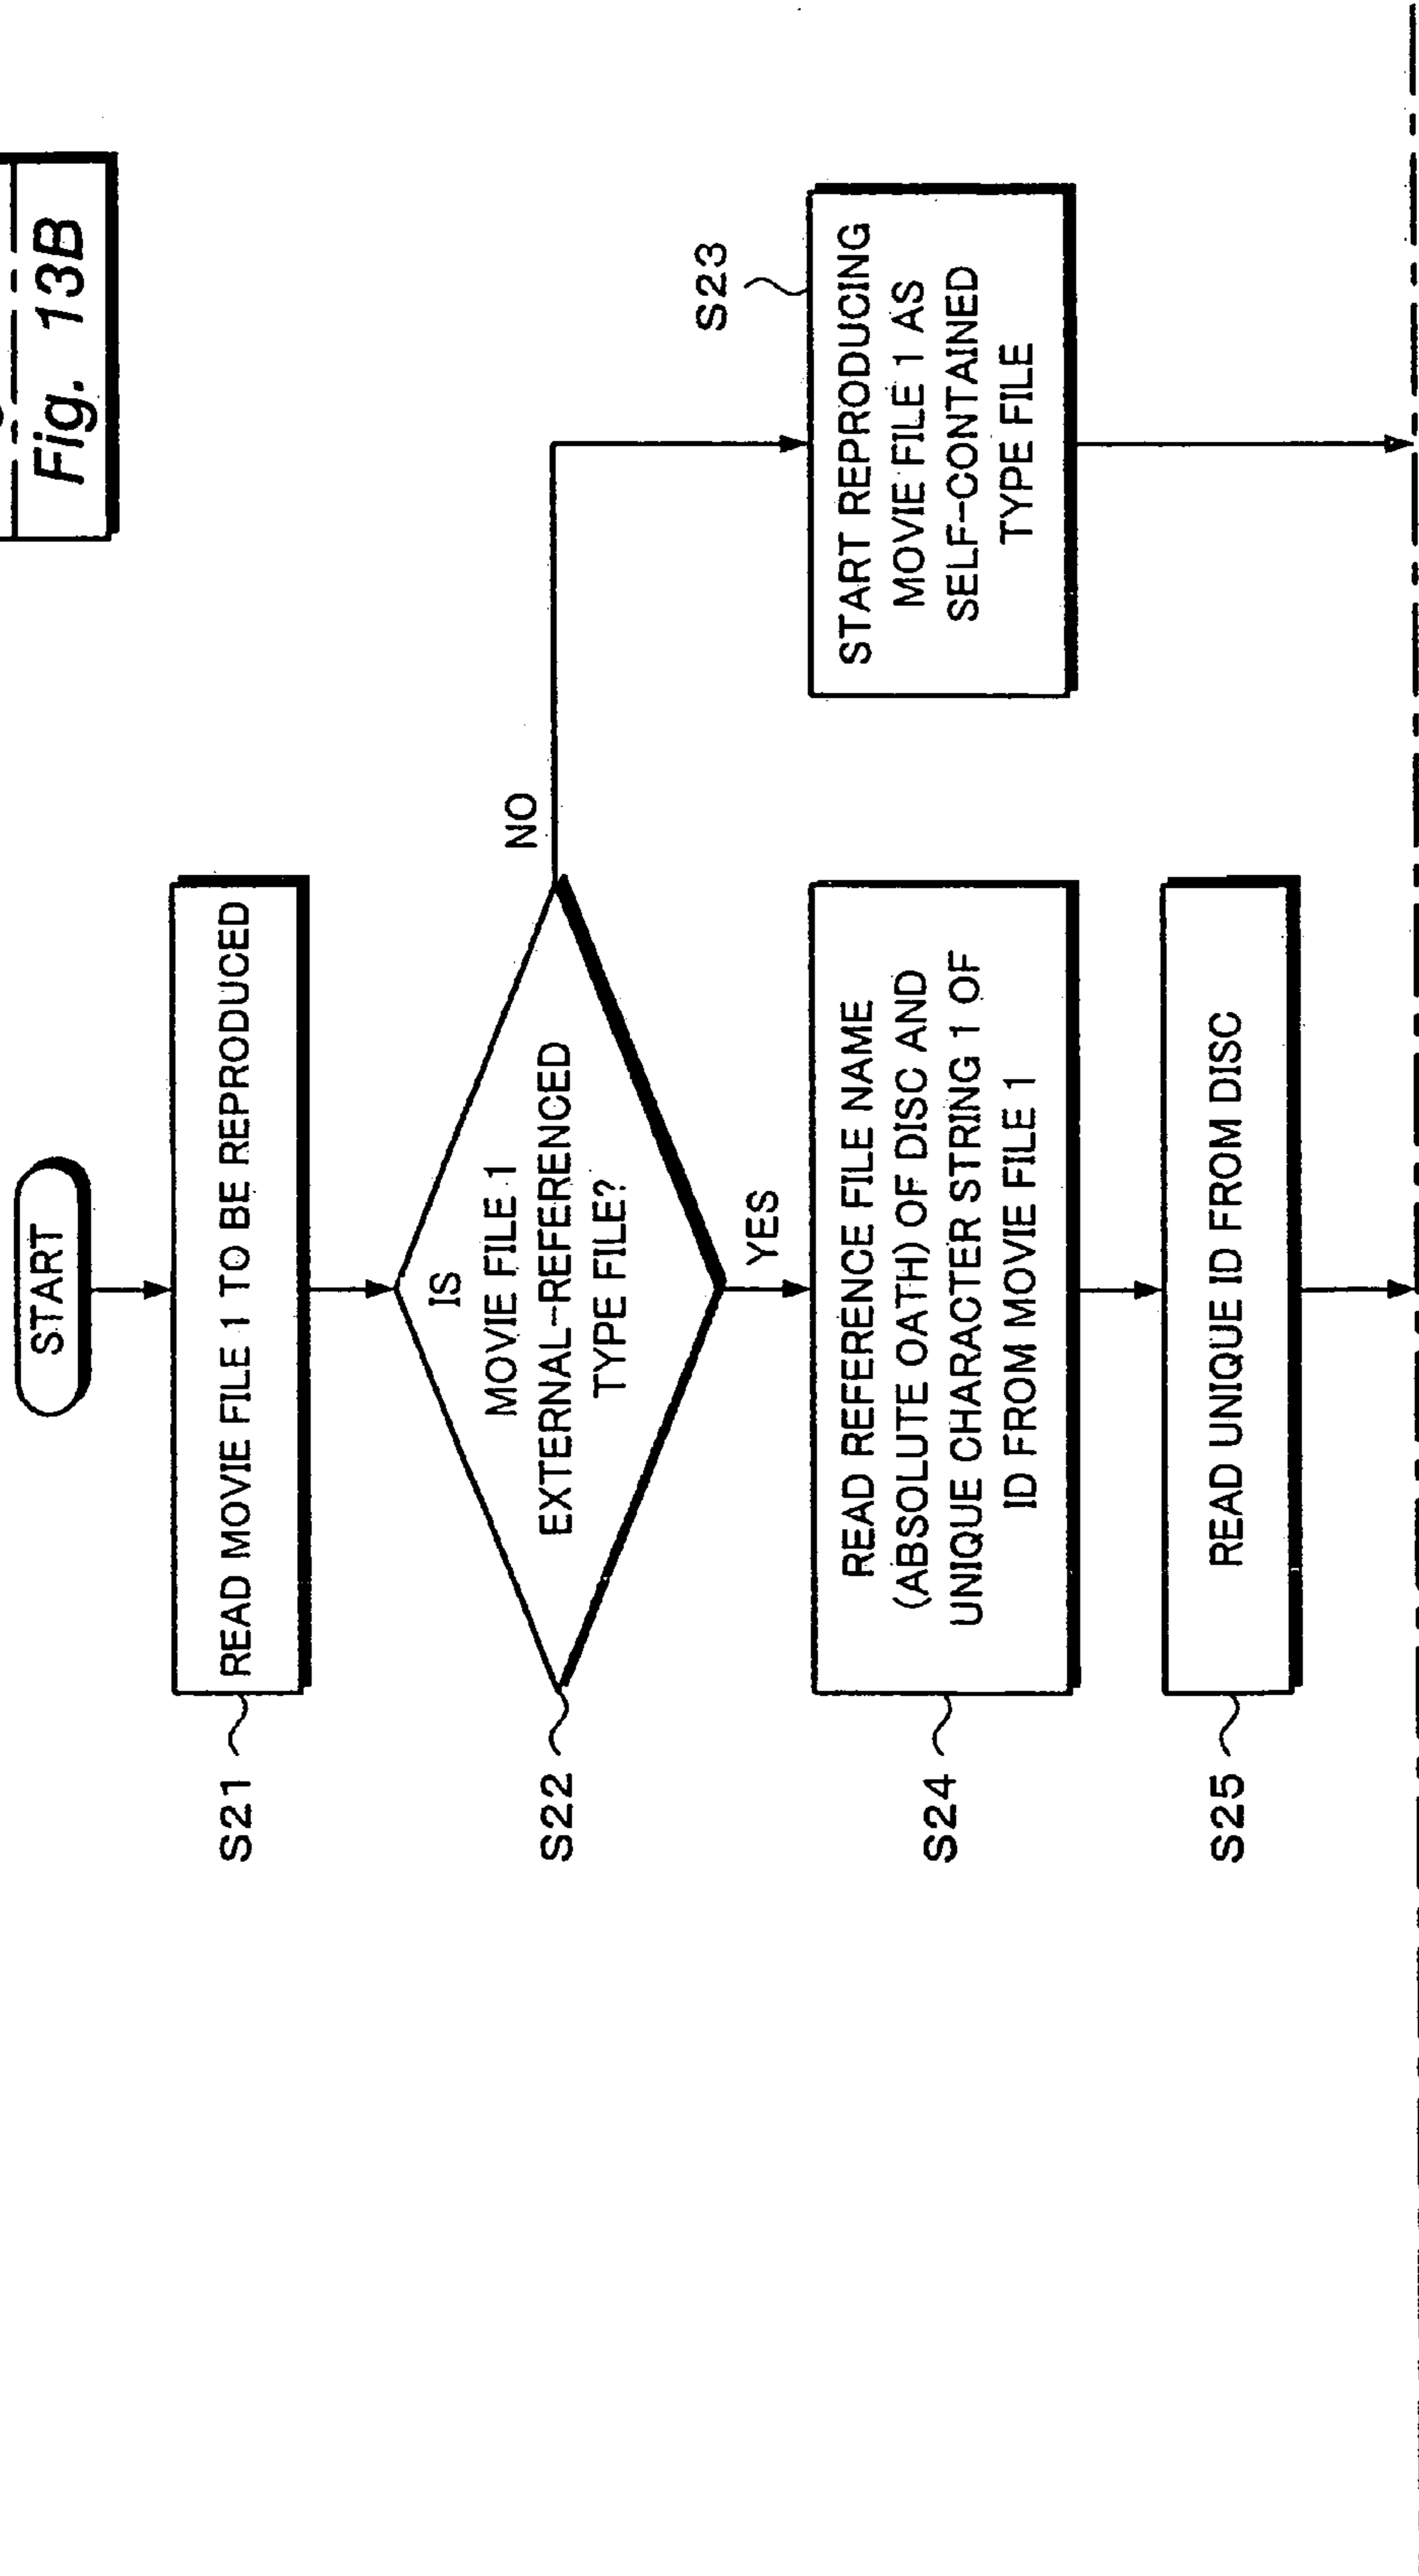 Fig. 13B
START
S21
READ MOVIE FILE 1 TO BE REPRODUCED
S22
IS
MOVIE FILE 1
EXTERNAL-REFERENCED
TYPE FILE?
NO
YES
S23
START REPRODUCING
MOVIE FILE 1 AS
SELF-CONTAINED
TYPE FILE
S24
READ REFERENCE FILE NAME
(ABSOLUTE OATH) OF DISC AND
UNIQUE CHARACTER STRING 1 OF
ID FROM MOVIE FILE 1
S25
READ UNIQUE ID FROM DISC